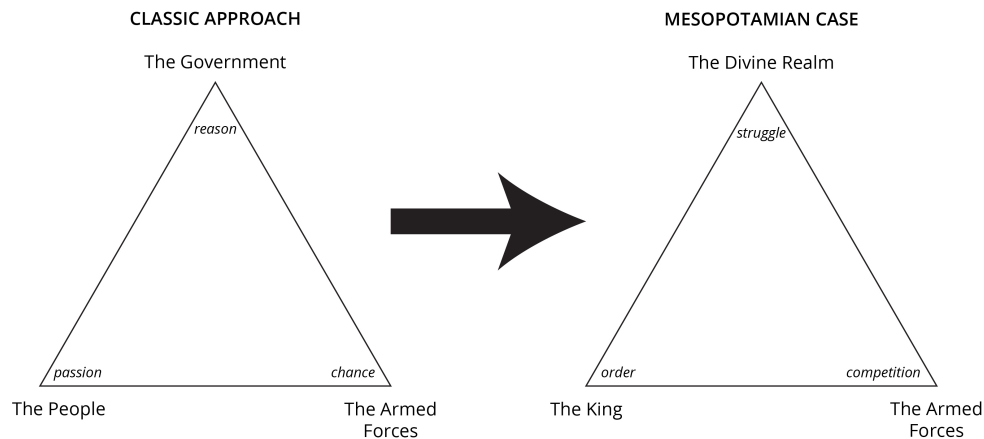 CLASSIC APPROACH
The Government
reason
passion
chance
The People
The Armed
Forces
MESOPOTAMIAN CASE
The Divine Realm
struggle
order
competition
The King
The Armed
Forces